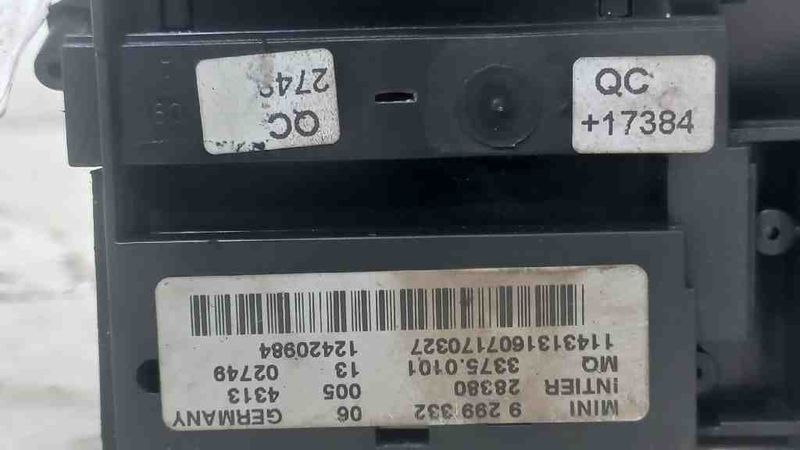 QC
2749
QC
+17384
MINI 9 299 332 06 GERMANY
INTIER 28380 005 4313
MQ 3375.0101 13 02749
1143131607170327 12420984